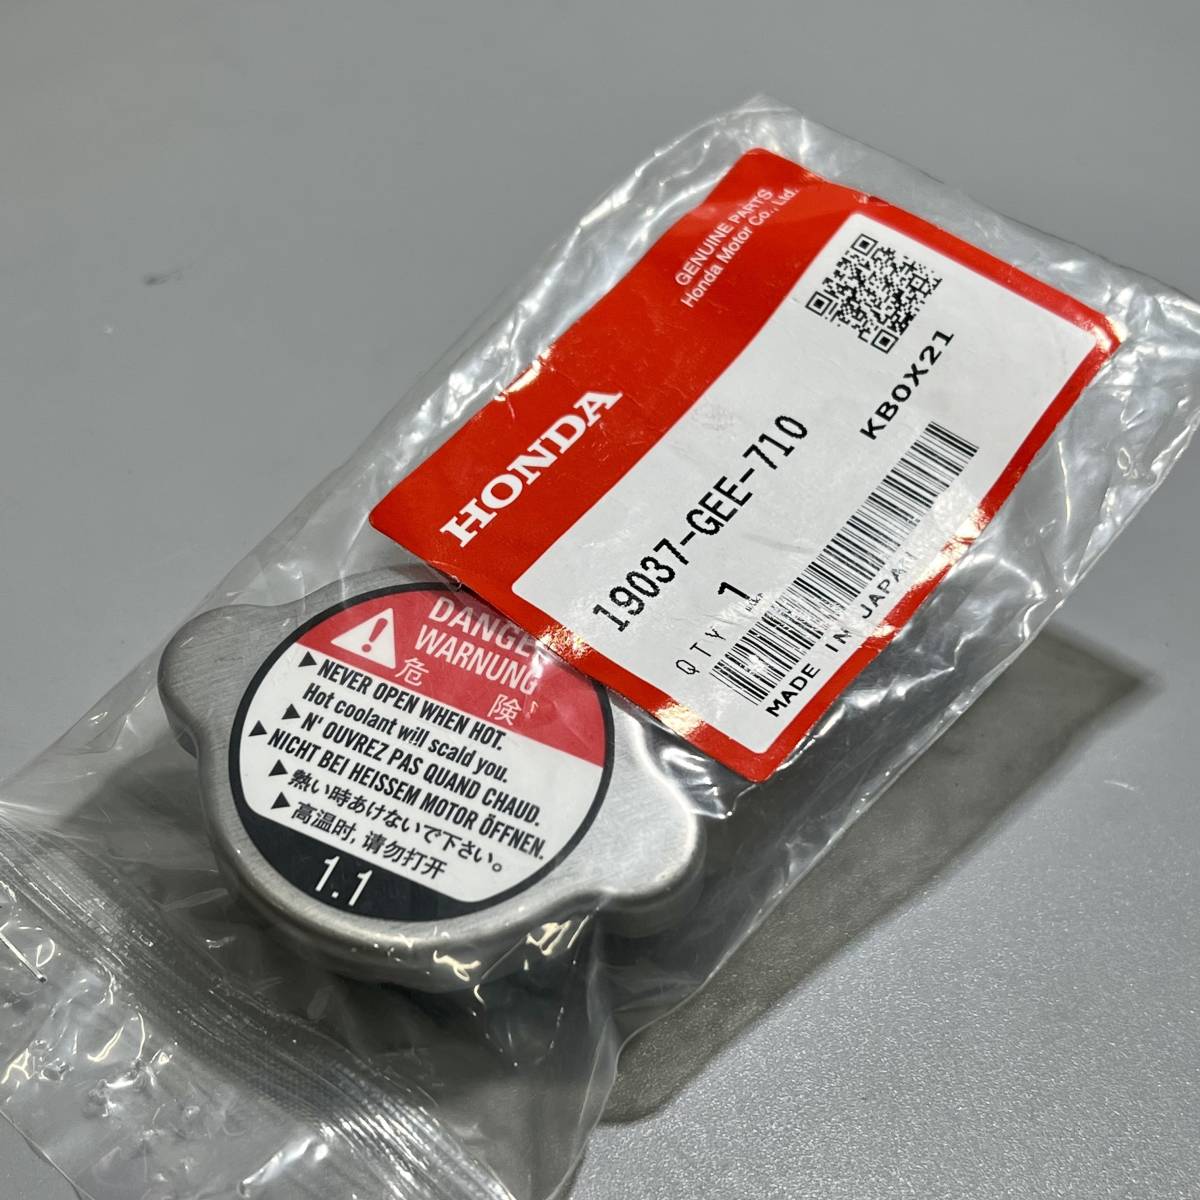 GENUINE PARTS
Honda Motor Co., Ltd.
HONDA
KBOX21
19037-GEE-710
QTY 1
MADE IN JAPAN
DANGE
WARNUNG
危 険
▶NEVER OPEN WHEN HOT.
Hot coolant will scald you.
▶N' OUVREZ PAS QUAND CHAUD.
▶NICHT BEI HEISSEM MOTOR ÖFFNEN.
▶熱い時あけないで下さい。
▶高温时, 请勿打开
1.1